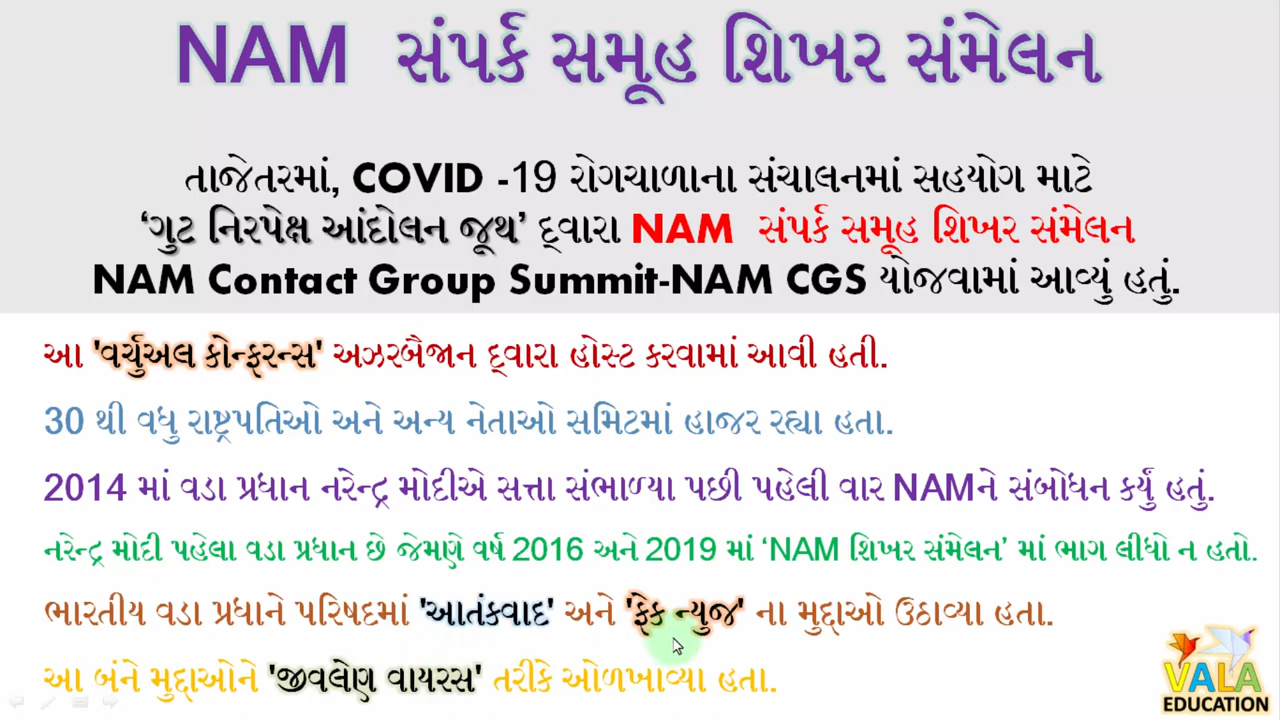 NAM સંપર્ક સમૂહ શિખર સંમેલન
તાજેતરમાં, COVID -19 રોગચાળાના સંચાલનમાં સહયોગ માટે
‘ગુટ નિરપેક્ષ આંદોલન જૂથ’ દ્વારા NAM સંપર્ક સમૂહ શિખર સંમેલન
NAM Contact Group Summit-NAM CGS યોજવામાં આવ્યું હતું.
આ 'વર્ચુઅલ કોન્ફરન્સ' અઝરબૈજાન દ્વારા હોસ્ટ કરવામાં આવી હતી.
30 થી વધુ રાષ્ટ્રપતિઓ અને અન્ય નેતાઓ સમિટમાં હાજર રહ્યા હતા.
2014 માં વડા પ્રધાન નરેન્દ્ર મોદીએ સત્તા સંભાળ્યા પછી પહેલી વાર NAMને સંબોધન કર્યું હતું.
નરેન્દ્ર મોદી પહેલા વડા પ્રધાન છે જેમણે વર્ષ 2016 અને 2019 માં ‘NAM શિખર સંમેલન’ માં ભાગ લીધો ન હતો.
ભારતીય વડા પ્રધાને પરિષદમાં 'આતંકવાદ' અને 'ફેક ન્યુજ' ના મુદ્દાઓ ઉઠાવ્યા હતા.
આ બંને મુદ્દાઓને 'જીવલેણ વાયરસ' તરીકે ઓળખાવ્યા હતા.
VALA
EDUCATION